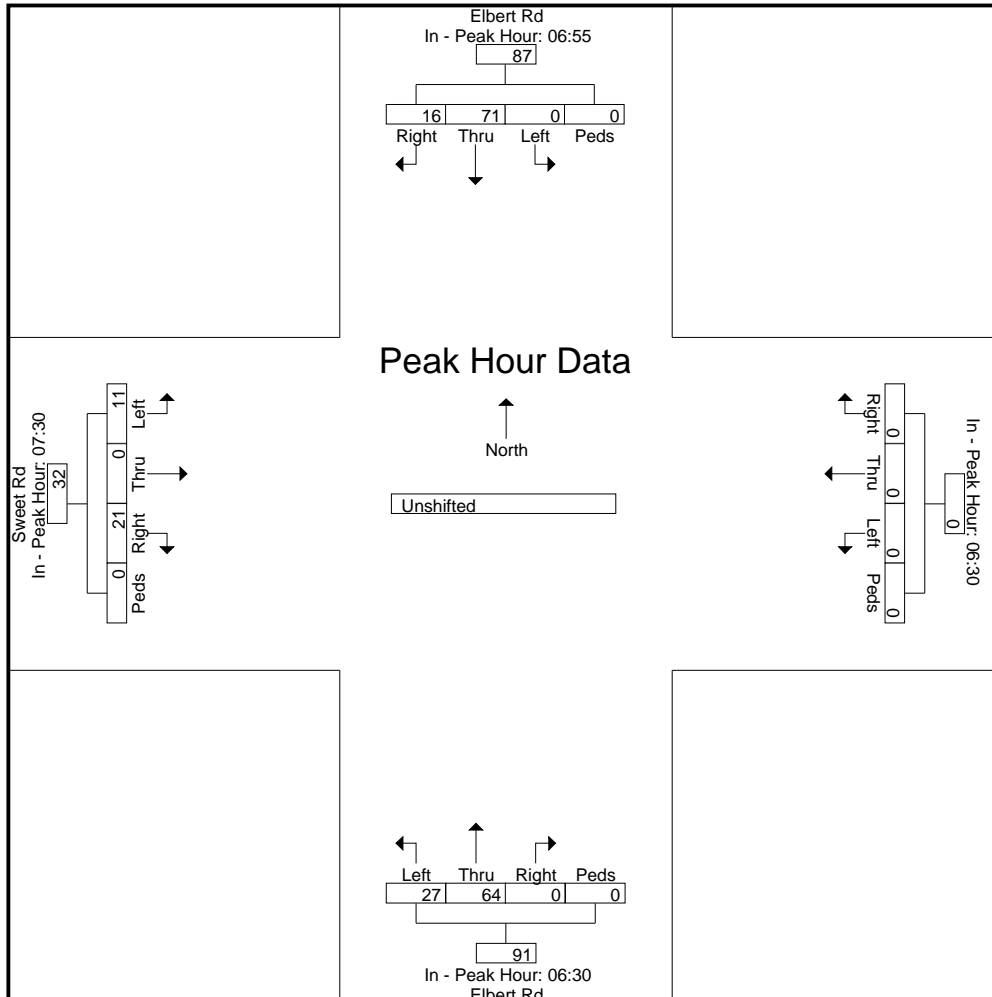 Elbert Rd
In - Peak Hour: 06:55
87
16 71 0 0
Right Thru Left Peds
Peak Hour Data
North
Unshifted
Sweet Rd
In - Peak Hour: 07:30
32
11 0 21 0
Left Thru Right Peds
Right Thru Left Peds
0 0 0 0
0
In - Peak Hour: 06:30
Left Thru Right Peds
27 64 0 0
91
In - Peak Hour: 06:30
Elbert Rd